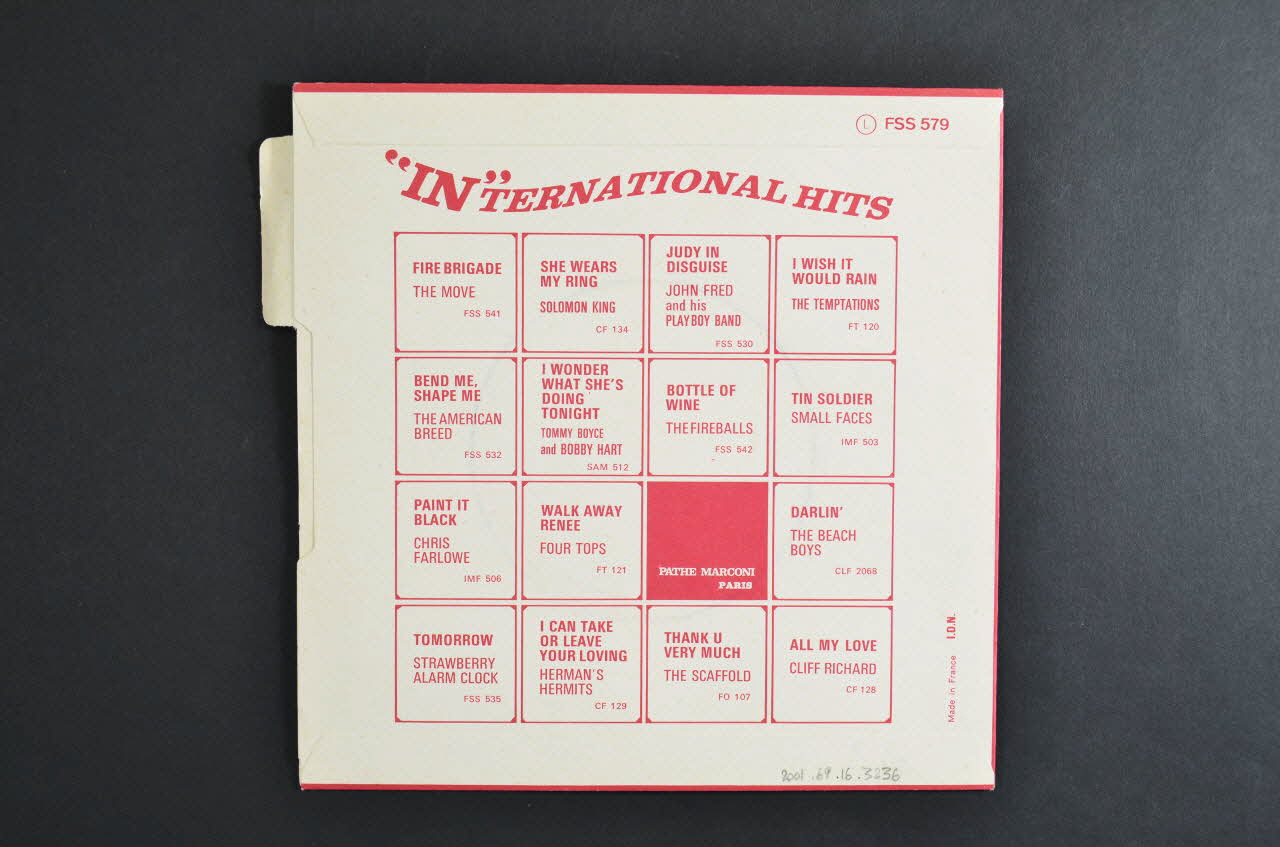 Ⓛ FSS 579
“IN”TERNATIONAL HITS
FIRE BRIGADE
THE MOVE
FSS 541
SHE WEARS
MY RING
SOLOMON KING
CF 134
JUDY IN
DISGUISE
JOHN FRED
and his
PLAYBOY BAND
FSS 530
I WISH IT
WOULD RAIN
THE TEMPTATIONS
FT 120
BEND ME,
SHAPE ME
THE AMERICAN
BREED
FSS 532
I WONDER
WHAT SHE'S
DOING
TONIGHT
TOMMY BOYCE
and BOBBY HART
SAM 512
BOTTLE OF
WINE
THE FIREBALLS
FSS 542
TIN SOLDIER
SMALL FACES
IMF 503
PAINT IT
BLACK
CHRIS
FARLOWE
IMF 506
WALK AWAY
RENEE
FOUR TOPS
FT 121
PATHE MARCONI
PARIS
DARLIN'
THE BEACH
BOYS
CLF 2068
TOMORROW
STRAWBERRY
ALARM CLOCK
FSS 535
I CAN TAKE
OR LEAVE
YOUR LOVING
HERMAN'S
HERMITS
CF 129
THANK U
VERY MUCH
THE SCAFFOLD
FO 107
ALL MY LOVE
CLIFF RICHARD
CF 128
Made in France I.D.N.
2001.69.16.3236